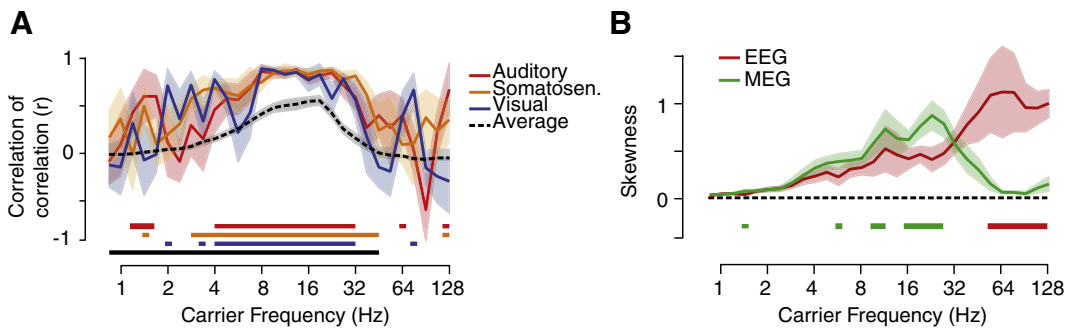 A
Correlation of
correlation (r)
1
0
-1
Auditory
Somatosen.
Visual
Average
1 2 4 8 16 32 64 128
Carrier Frequency (Hz)
B
Skewness
1
0
EEG
MEG
1 2 4 8 16 32 64 128
Carrier Frequency (Hz)